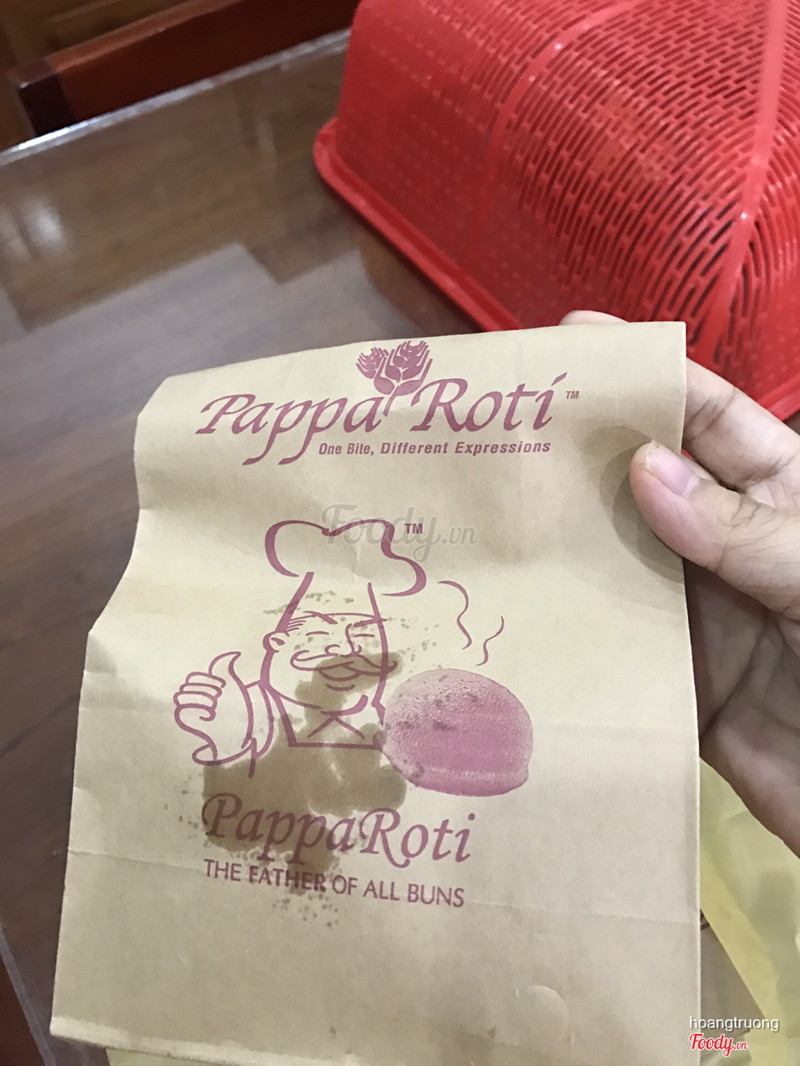 Pappa Roti™
One Bite, Different Expressions
Foody.vn
TM
PappaRoti
THE FATHER OF ALL BUNS
hoangtruong
Foody.vn